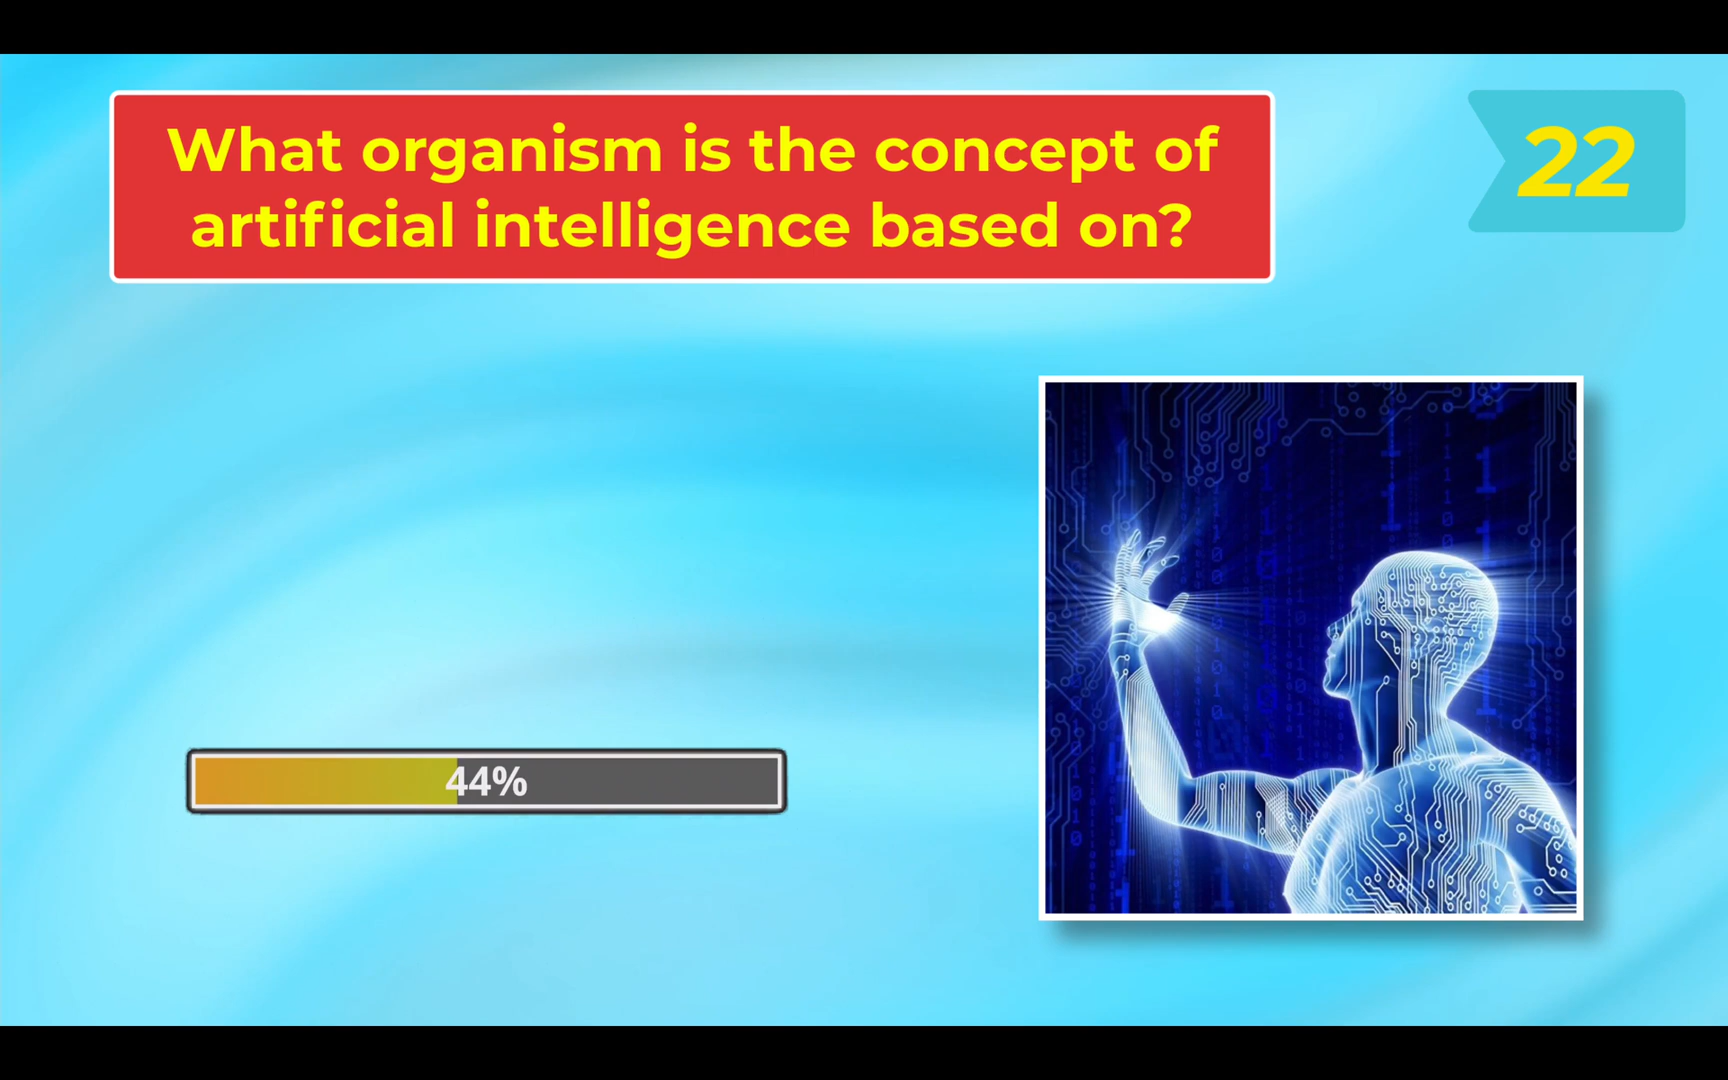 What organism is the concept of
artificial intelligence based on?
22
44%